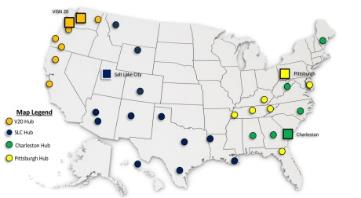 VISN 20
Pittsburgh
Salt Lake City
Map Legend
V20 Hub
SLC Hub
Charleston Hub
Charleston
Pittsburgh Hub